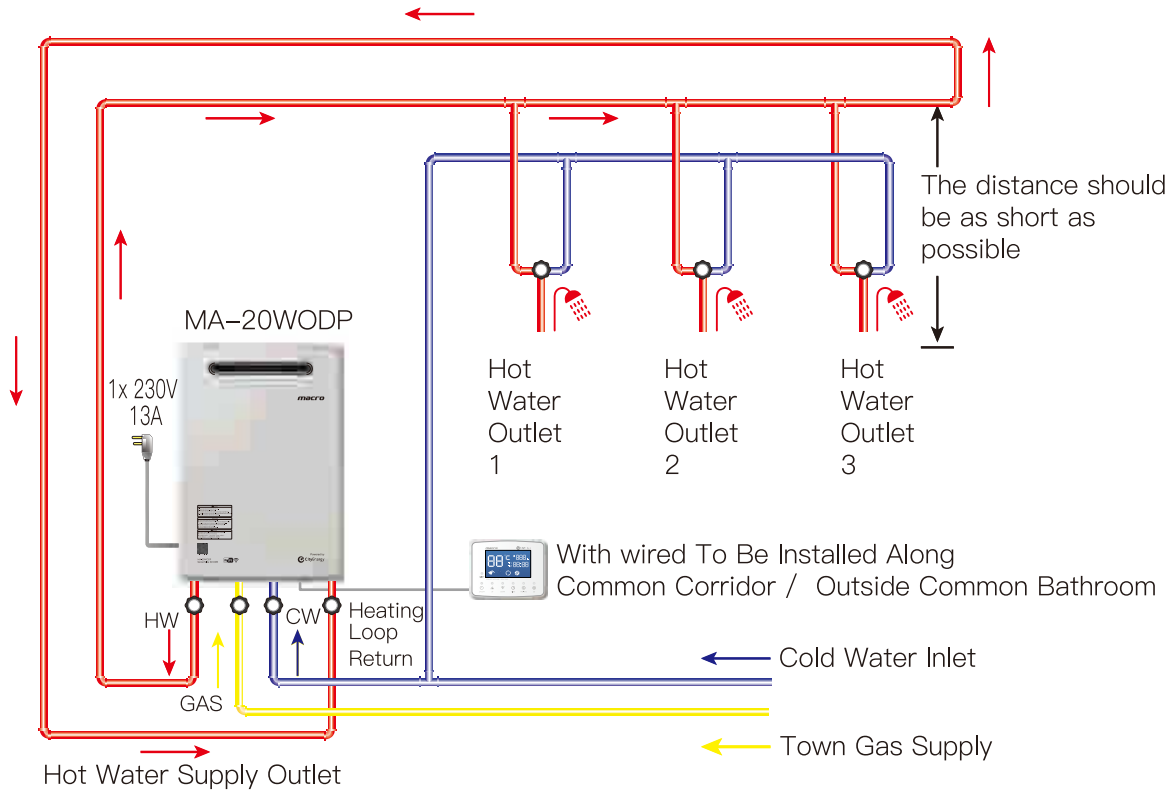 The distance should
be as short as
possible
MA-20WODP
1x 230V
13A
macro
Hot
Water
Outlet
1
Hot
Water
Outlet
2
Hot
Water
Outlet
3
CityEnergy
88
With wired To Be Installed Along
Common Corridor / Outside Common Bathroom
HW
CW
Heating
Loop
Return
GAS
Cold Water Inlet
Town Gas Supply
Hot Water Supply Outlet